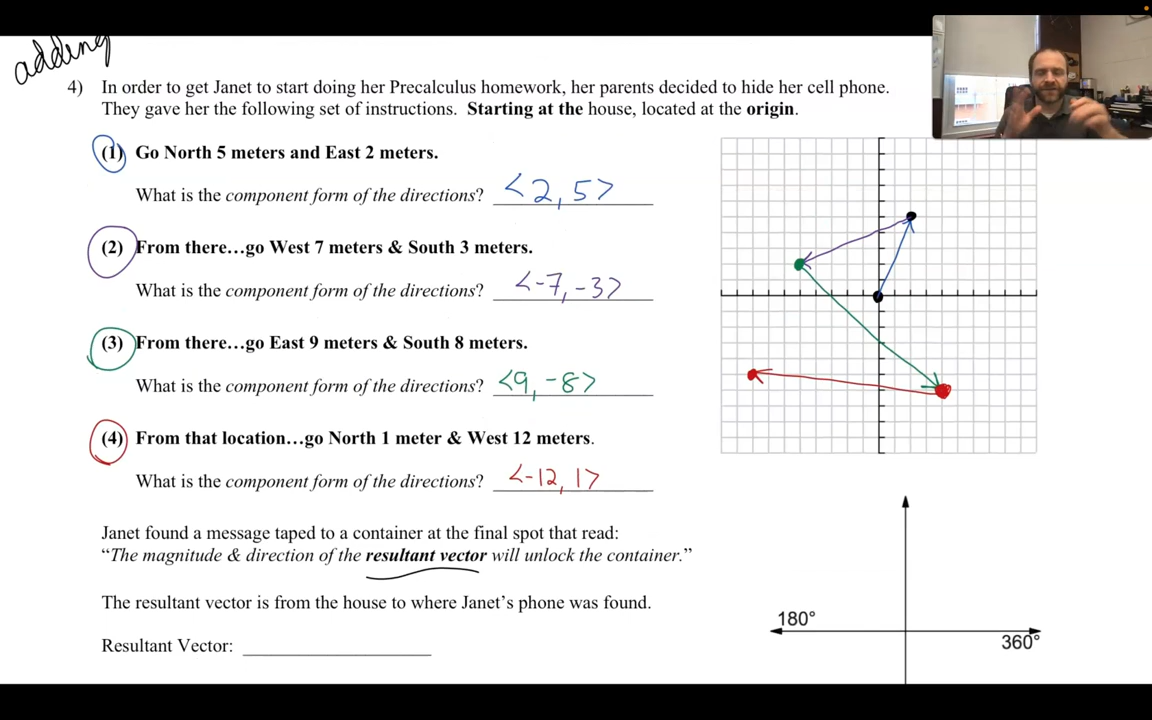 adding
4) In order to get Janet to start doing her Precalculus homework, her parents decided to hide her cell phone.
They gave her the following set of instructions. Starting at the house, located at the origin.
(1) Go North 5 meters and East 2 meters.
What is the component form of the directions? <2, 5>
(2) From there…go West 7 meters & South 3 meters.
What is the component form of the directions? <-7, -3>
(3) From there…go East 9 meters & South 8 meters.
What is the component form of the directions? <9, -8>
(4) From that location…go North 1 meter & West 12 meters.
What is the component form of the directions? <-12, 1>
Janet found a message taped to a container at the final spot that read:
“The magnitude & direction of the resultant vector will unlock the container.”
The resultant vector is from the house to where Janet’s phone was found.
Resultant Vector: ____________________
180°
360°